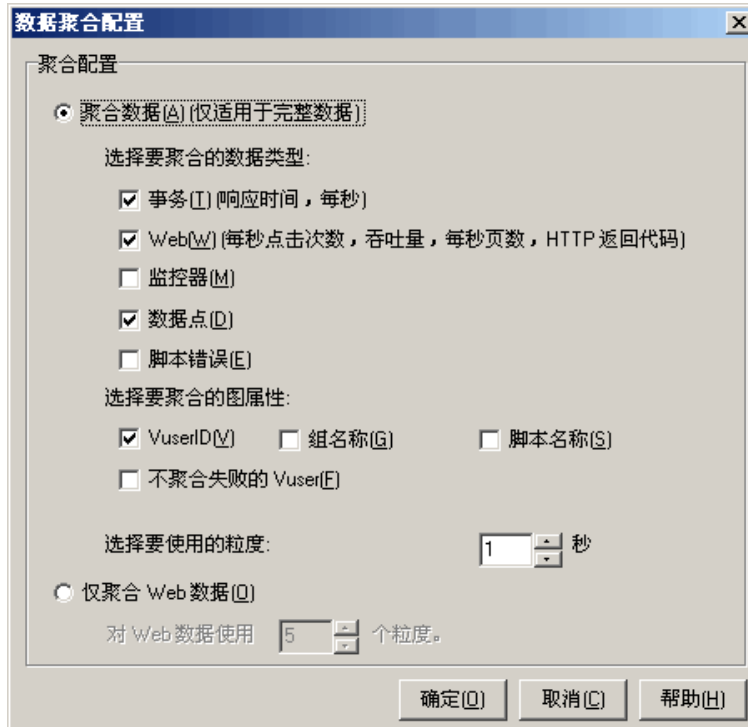 数据聚合配置
聚合配置
聚合数据(A) (仅适用于完整数据)
选择要聚合的数据类型:
事务(T) (响应时间，每秒)
Web(W) (每秒点击次数，吞吐量，每秒页数，HTTP 返回代码)
监控器(M)
数据点(D)
脚本错误(E)
选择要聚合的图属性:
VuserID(V) 组名称(G) 脚本名称(S)
不聚合失败的 Vuser(F)
选择要使用的粒度: 1 秒
仅聚合 Web 数据(O)
对 Web 数据使用 5 个粒度。
确定(O) 取消(C) 帮助(H)